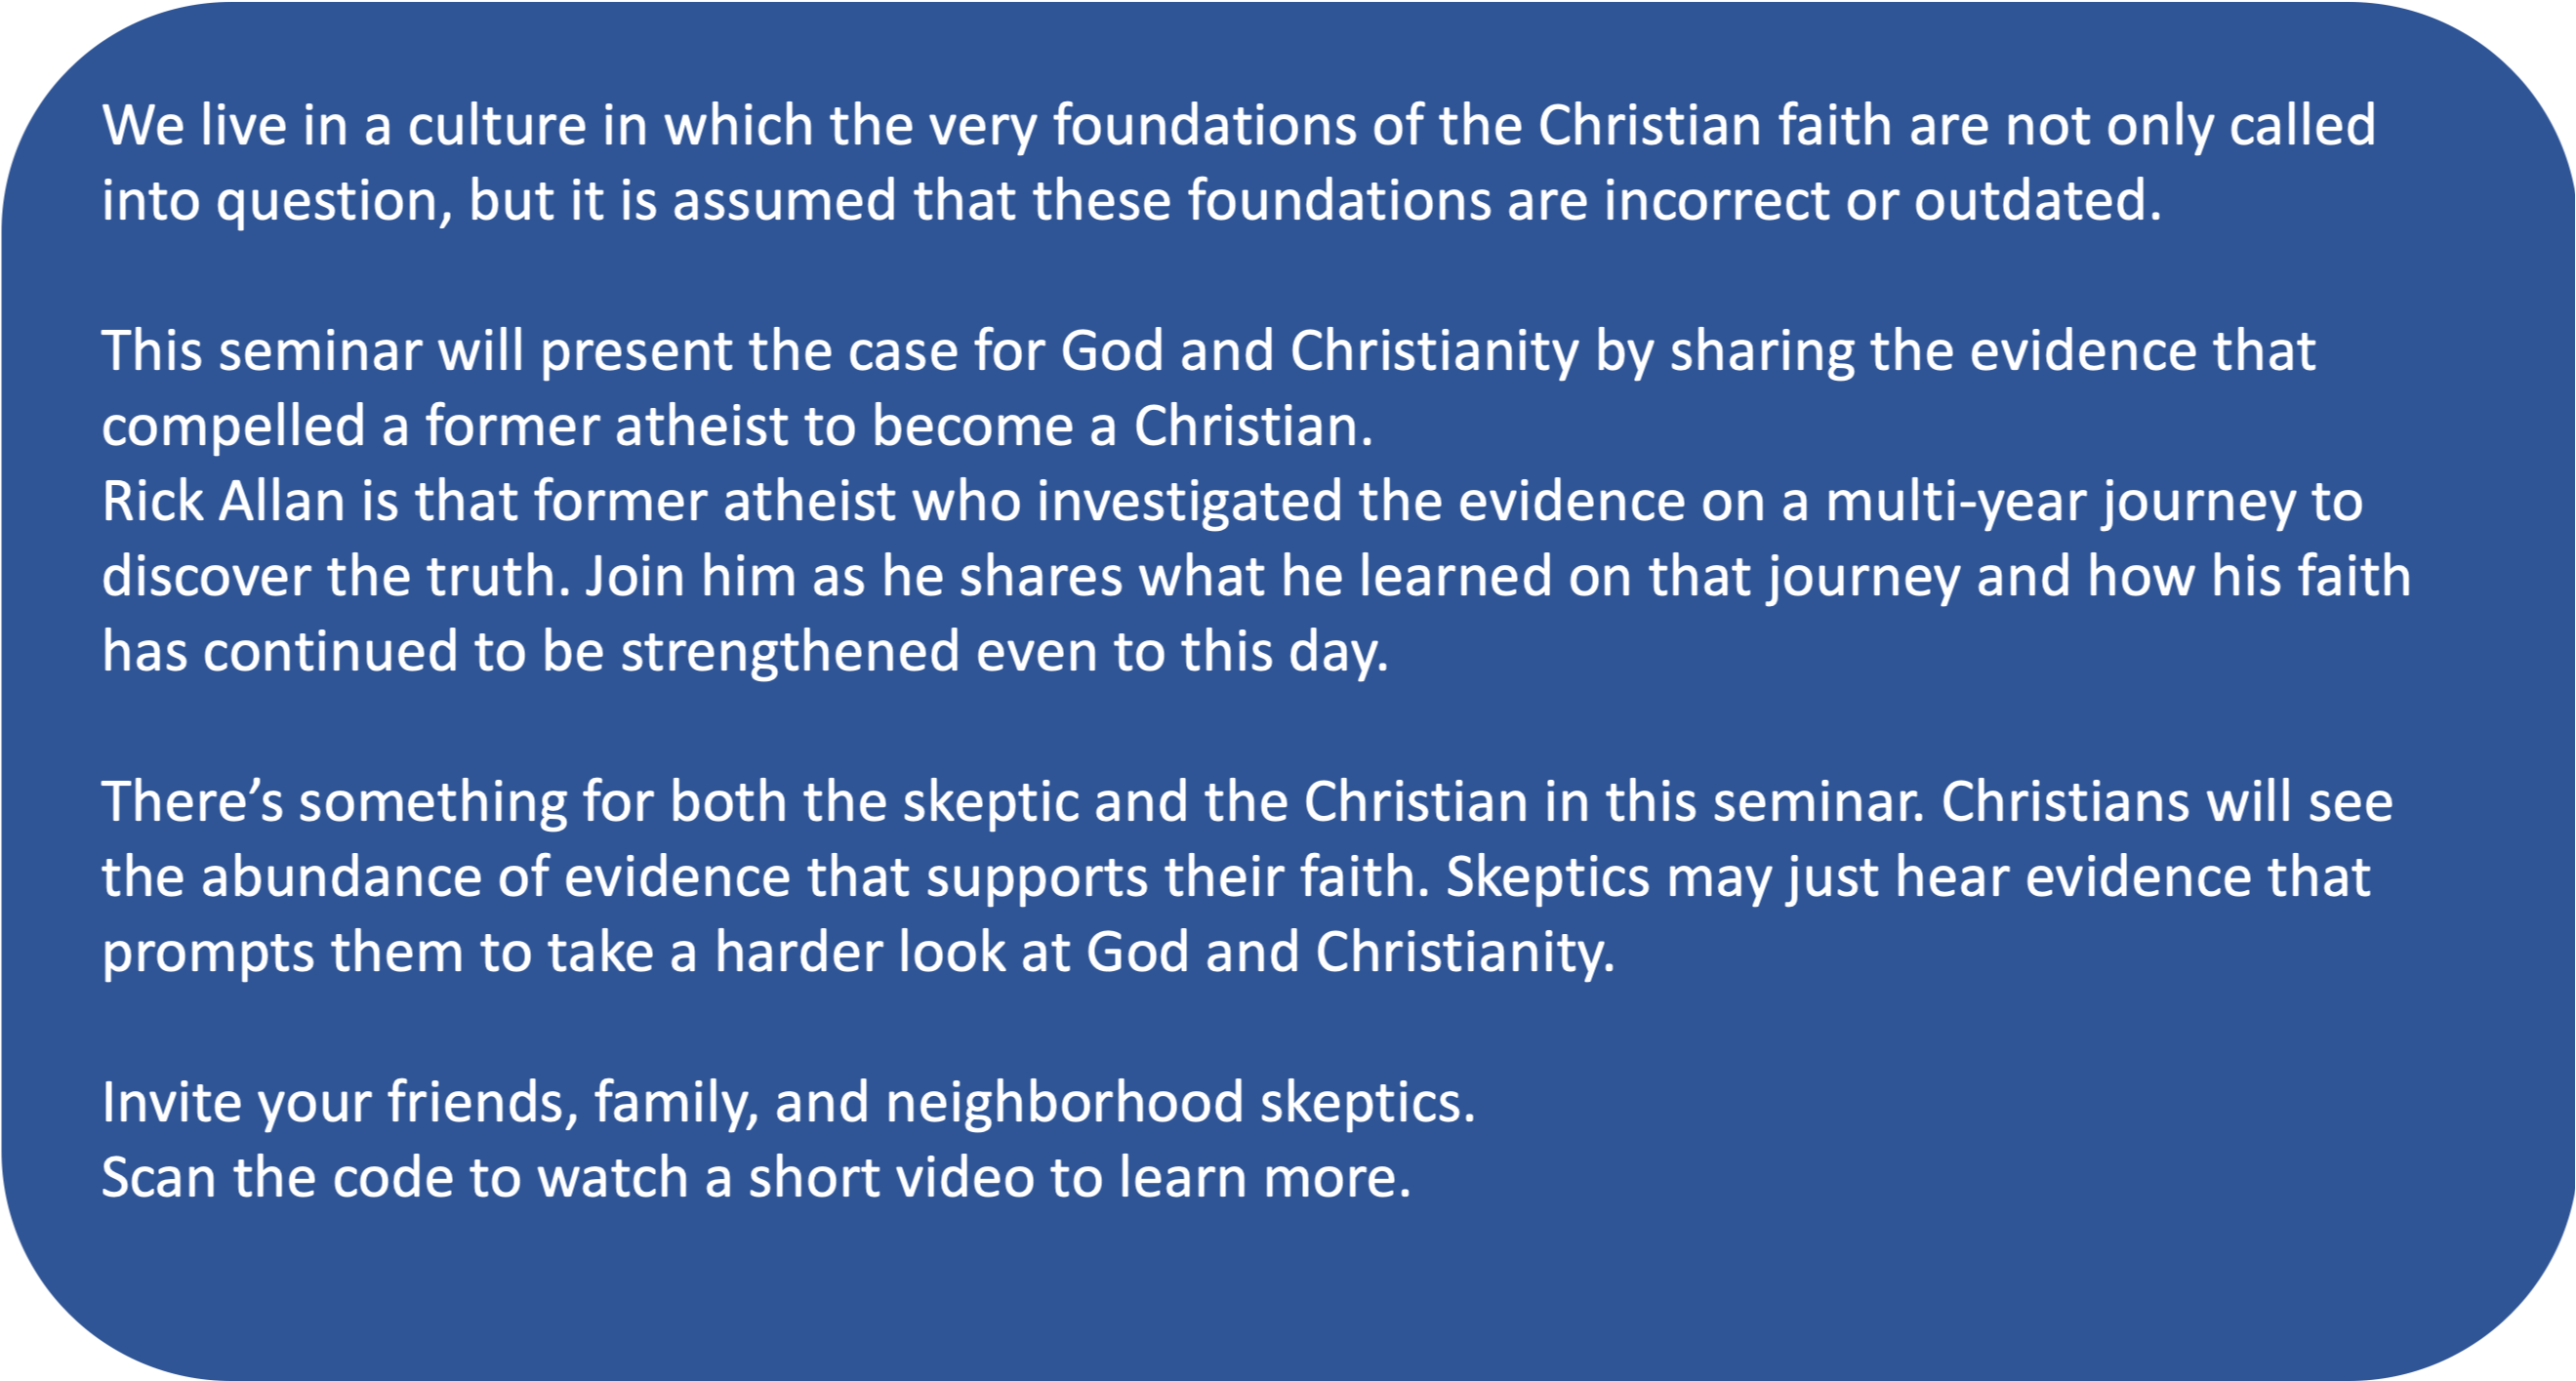 We live in a culture in which the very foundations of the Christian faith are not only called
into question, but it is assumed that these foundations are incorrect or outdated.
This seminar will present the case for God and Christianity by sharing the evidence that
compelled a former atheist to become a Christian.
Rick Allan is that former atheist who investigated the evidence on a multi-year journey to
discover the truth. Join him as he shares what he learned on that journey and how his faith
has continued to be strengthened even to this day.
There’s something for both the skeptic and the Christian in this seminar. Christians will see
the abundance of evidence that supports their faith. Skeptics may just hear evidence that
prompts them to take a harder look at God and Christianity.
Invite your friends, family, and neighborhood skeptics.
Scan the code to watch a short video to learn more.